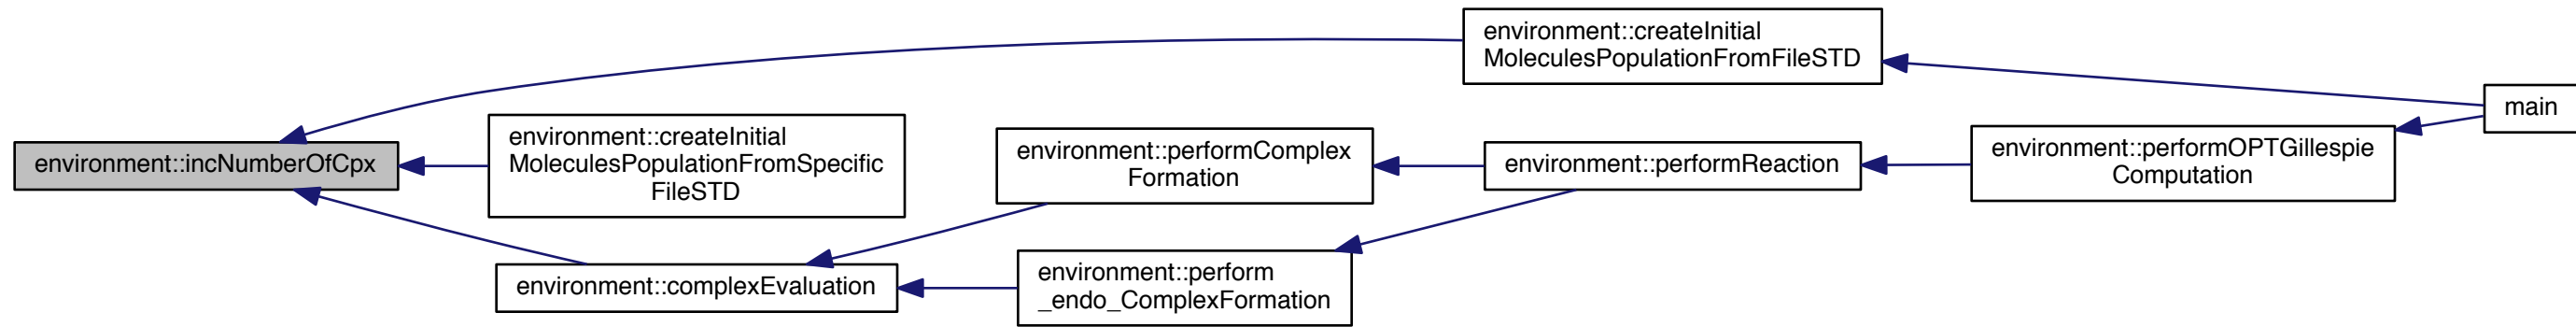 environment::incNumberOfCpx
environment::createInitial
MoleculesPopulationFromSpecific
FileSTD
environment::complexEvaluation
environment::performComplex
Formation
environment::perform
_endo_ComplexFormation
environment::createInitial
MoleculesPopulationFromFileSTD
environment::performReaction
environment::performOPTGillespie
Computation
main